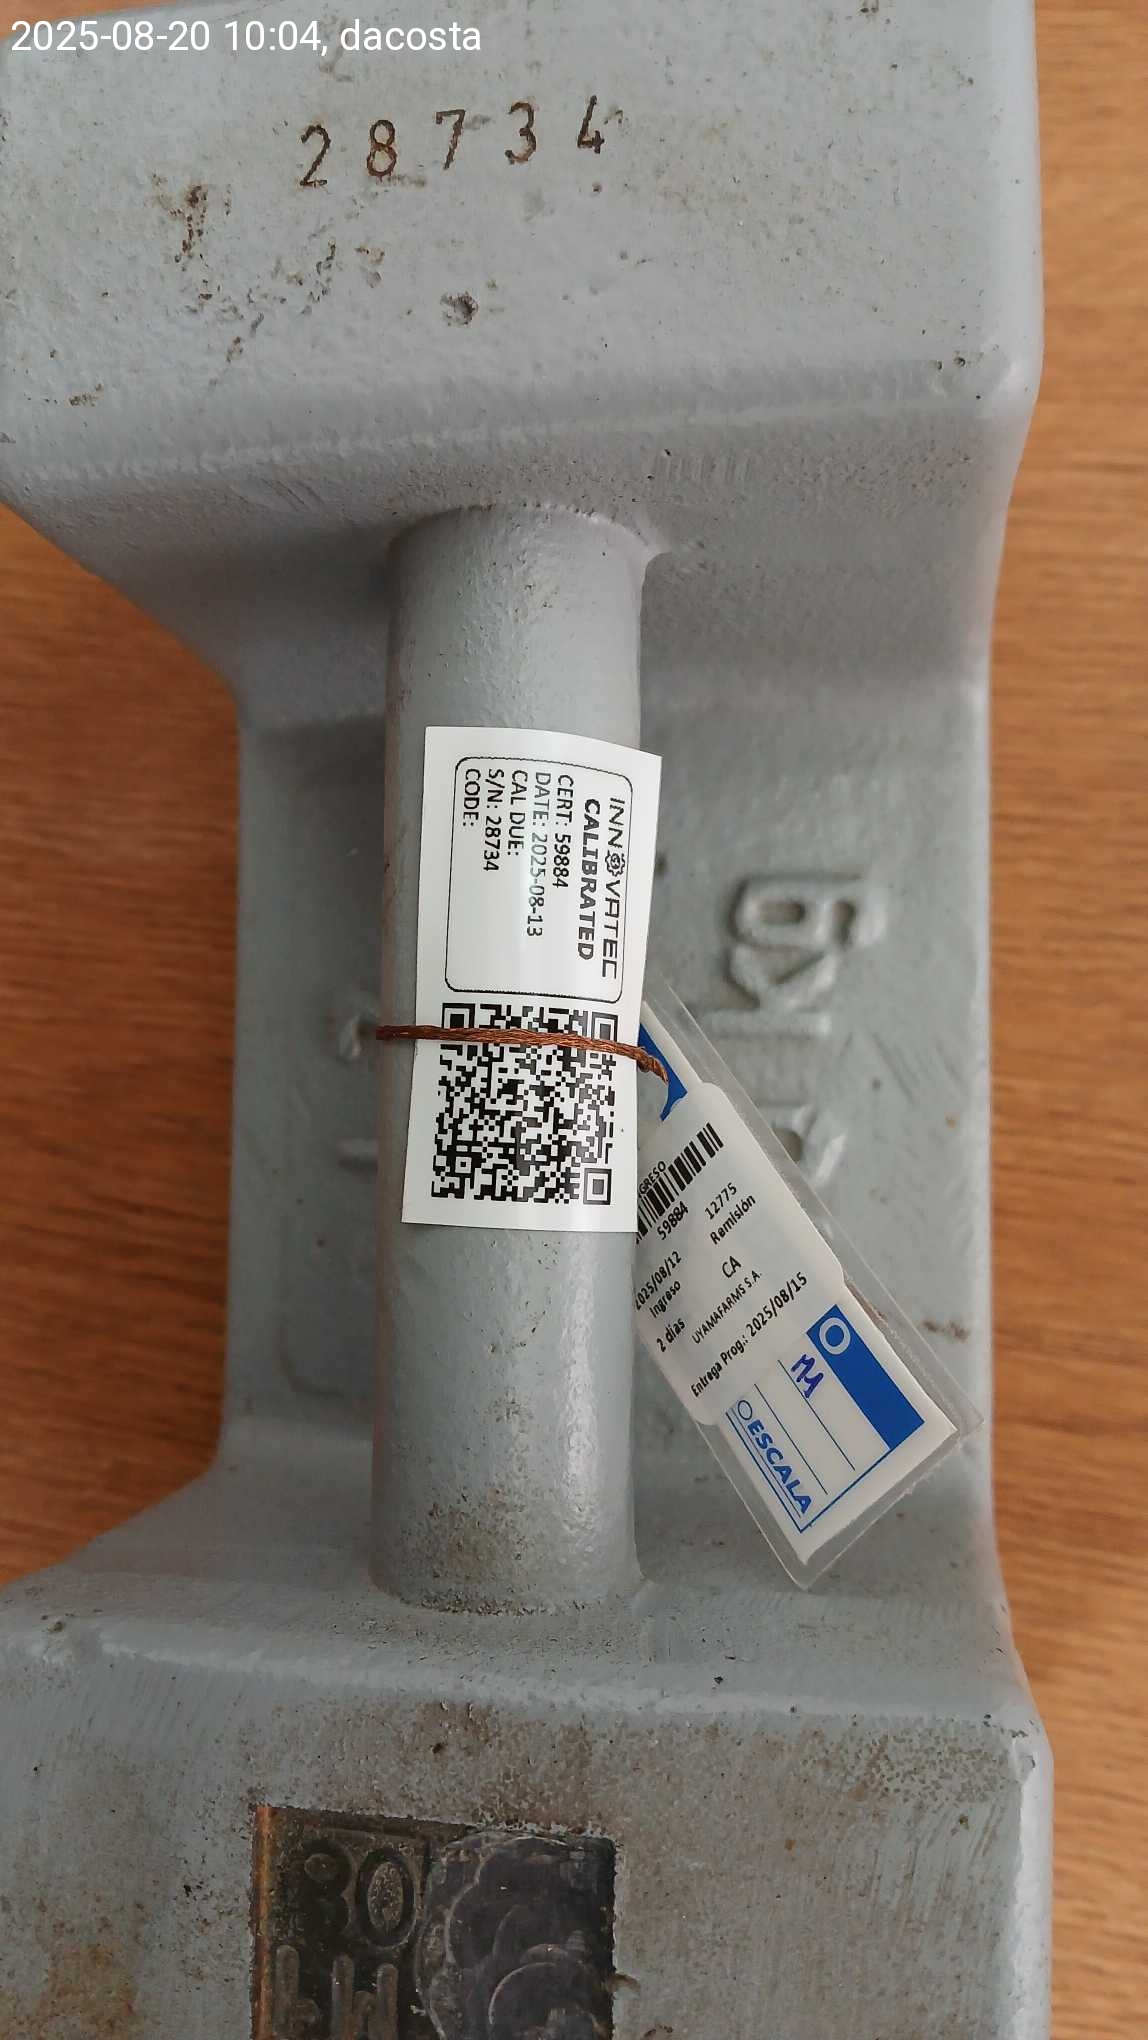 2025-08-20 10:04, dacosta
28734
INNOVATEC
CALIBRATED
CERT: 59884
DATE: 2025-08-13
CAL DUE:
S/N: 28734
CODE:
kg
59884
12775
2025/08/12
Ingreso
Remisión
2 días
CA
UYAMAFARMS S.A.
Entrega Prog.: 2025/08/15
O
M
ESCALA